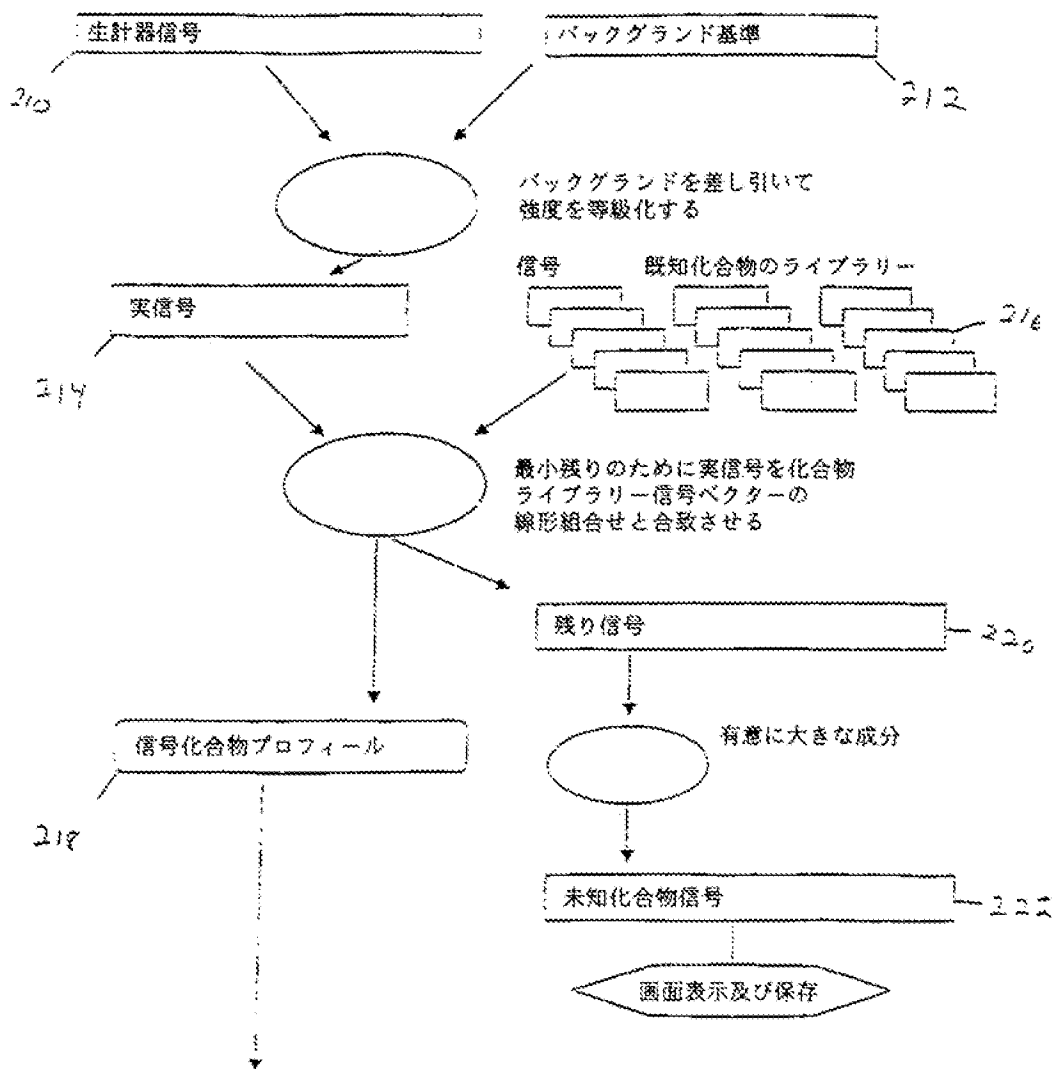 生計器信号
バックグランド基準
210
212
バックグランドを差し引いて
強度を等級化する
信号
既知化合物のライブラリー
実信号
216
214
最小残りのために実信号を化合物
ライブラリー信号ベクターの
線形組合せと合致させる
残り信号
220
信号化合物プロフィール
有意に大きな成分
218
未知化合物信号
222
画面表示及び保存